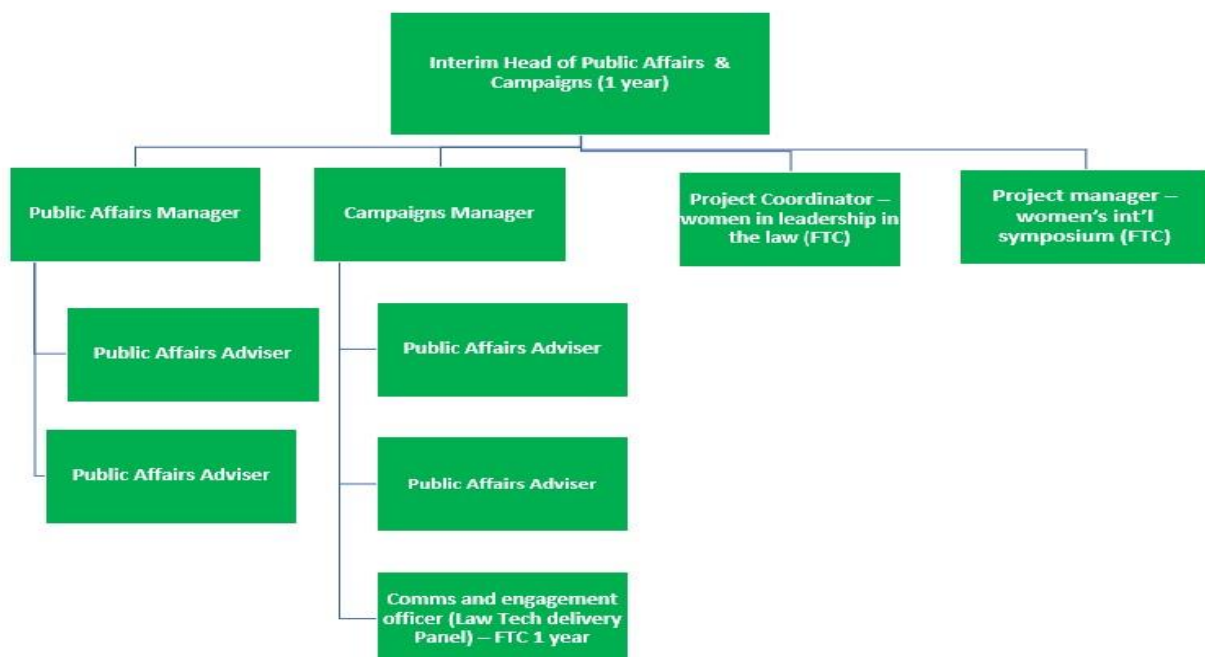 Interim Head of Public Affairs &
Campaigns (1 year)
Public Affairs Manager
Campaigns Manager
Project Coordinator –
women in leadership in
the law (FTC)
Project manager –
women's int'l
symposium (FTC)
Public Affairs Adviser
Public Affairs Adviser
Public Affairs Adviser
Public Affairs Adviser
Comms and engagement
officer (Law Tech delivery
Panel) – FTC 1 year